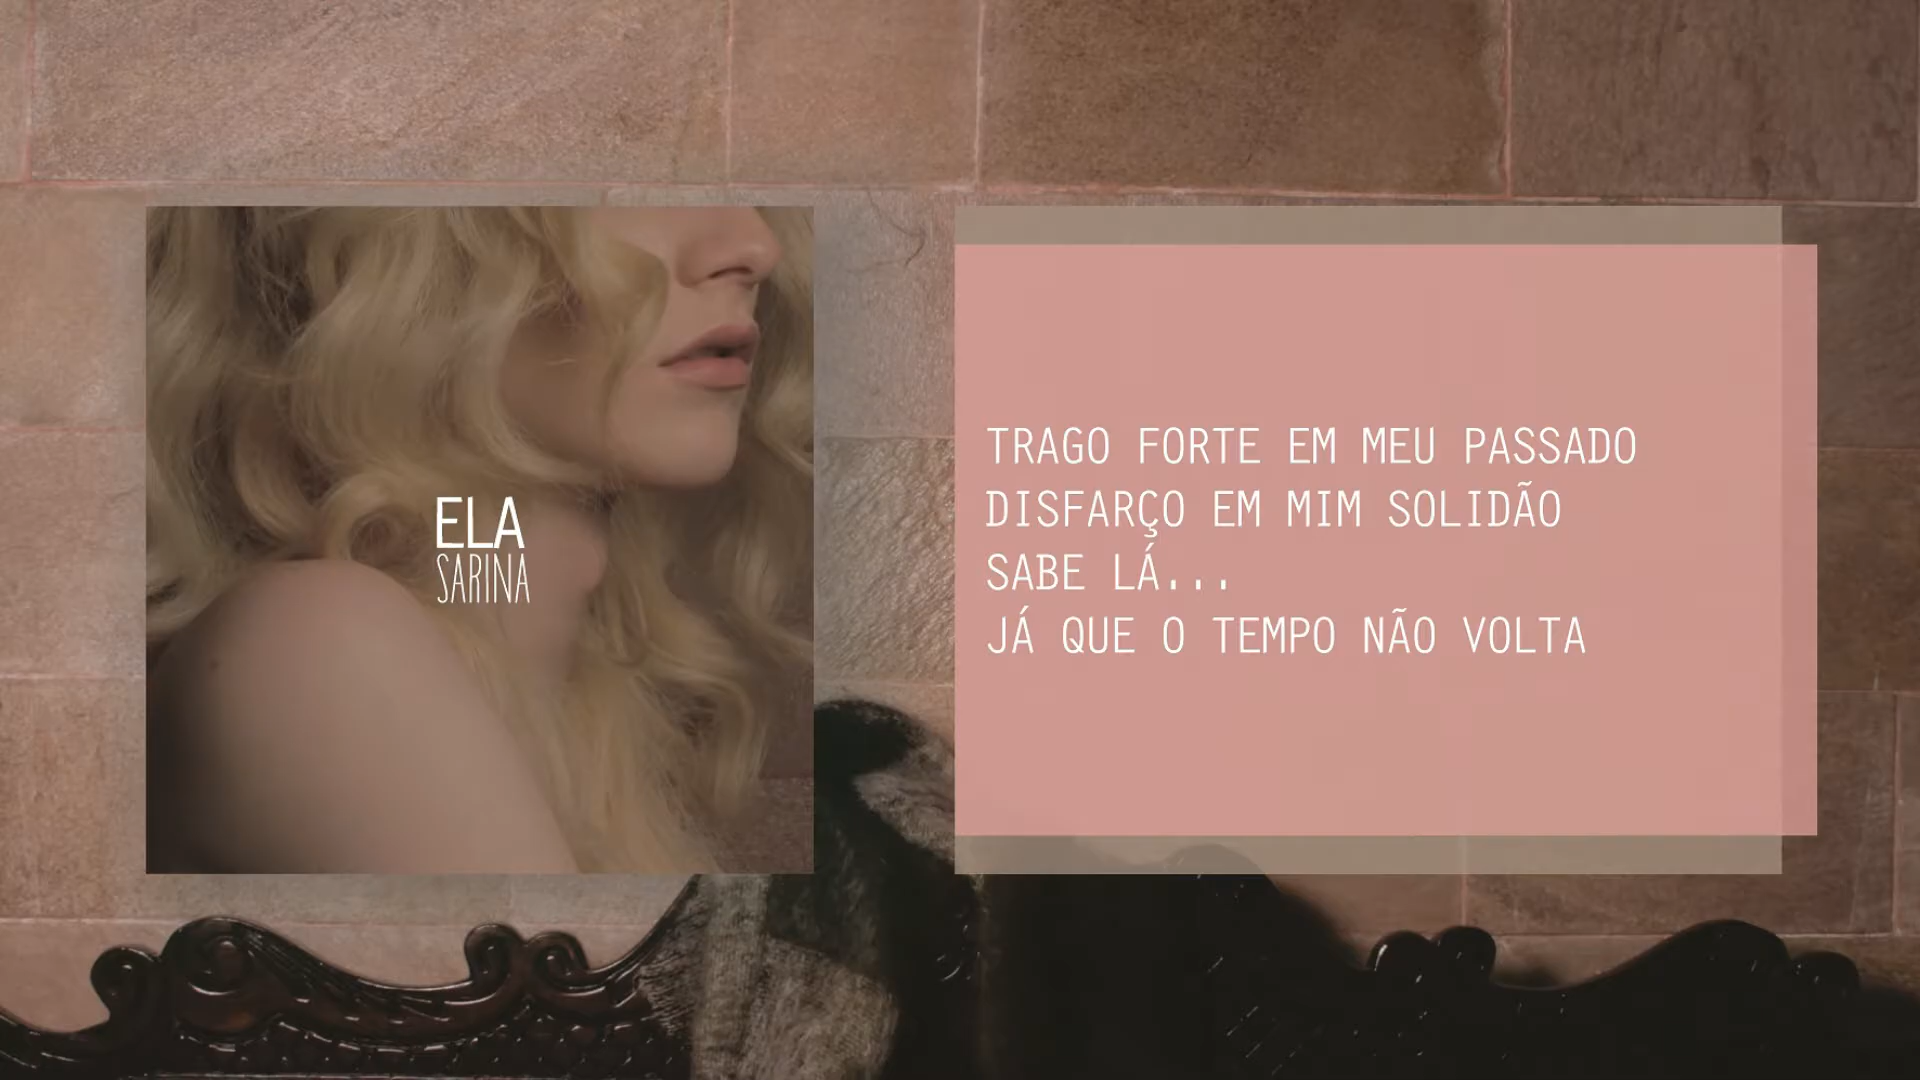 ELA
SARINA
TRAGO FORTE EM MEU PASSADO
DISFARÇO EM MIM SOLIDÃO
SABE LÁ...
JÁ QUE O TEMPO NÃO VOLTA